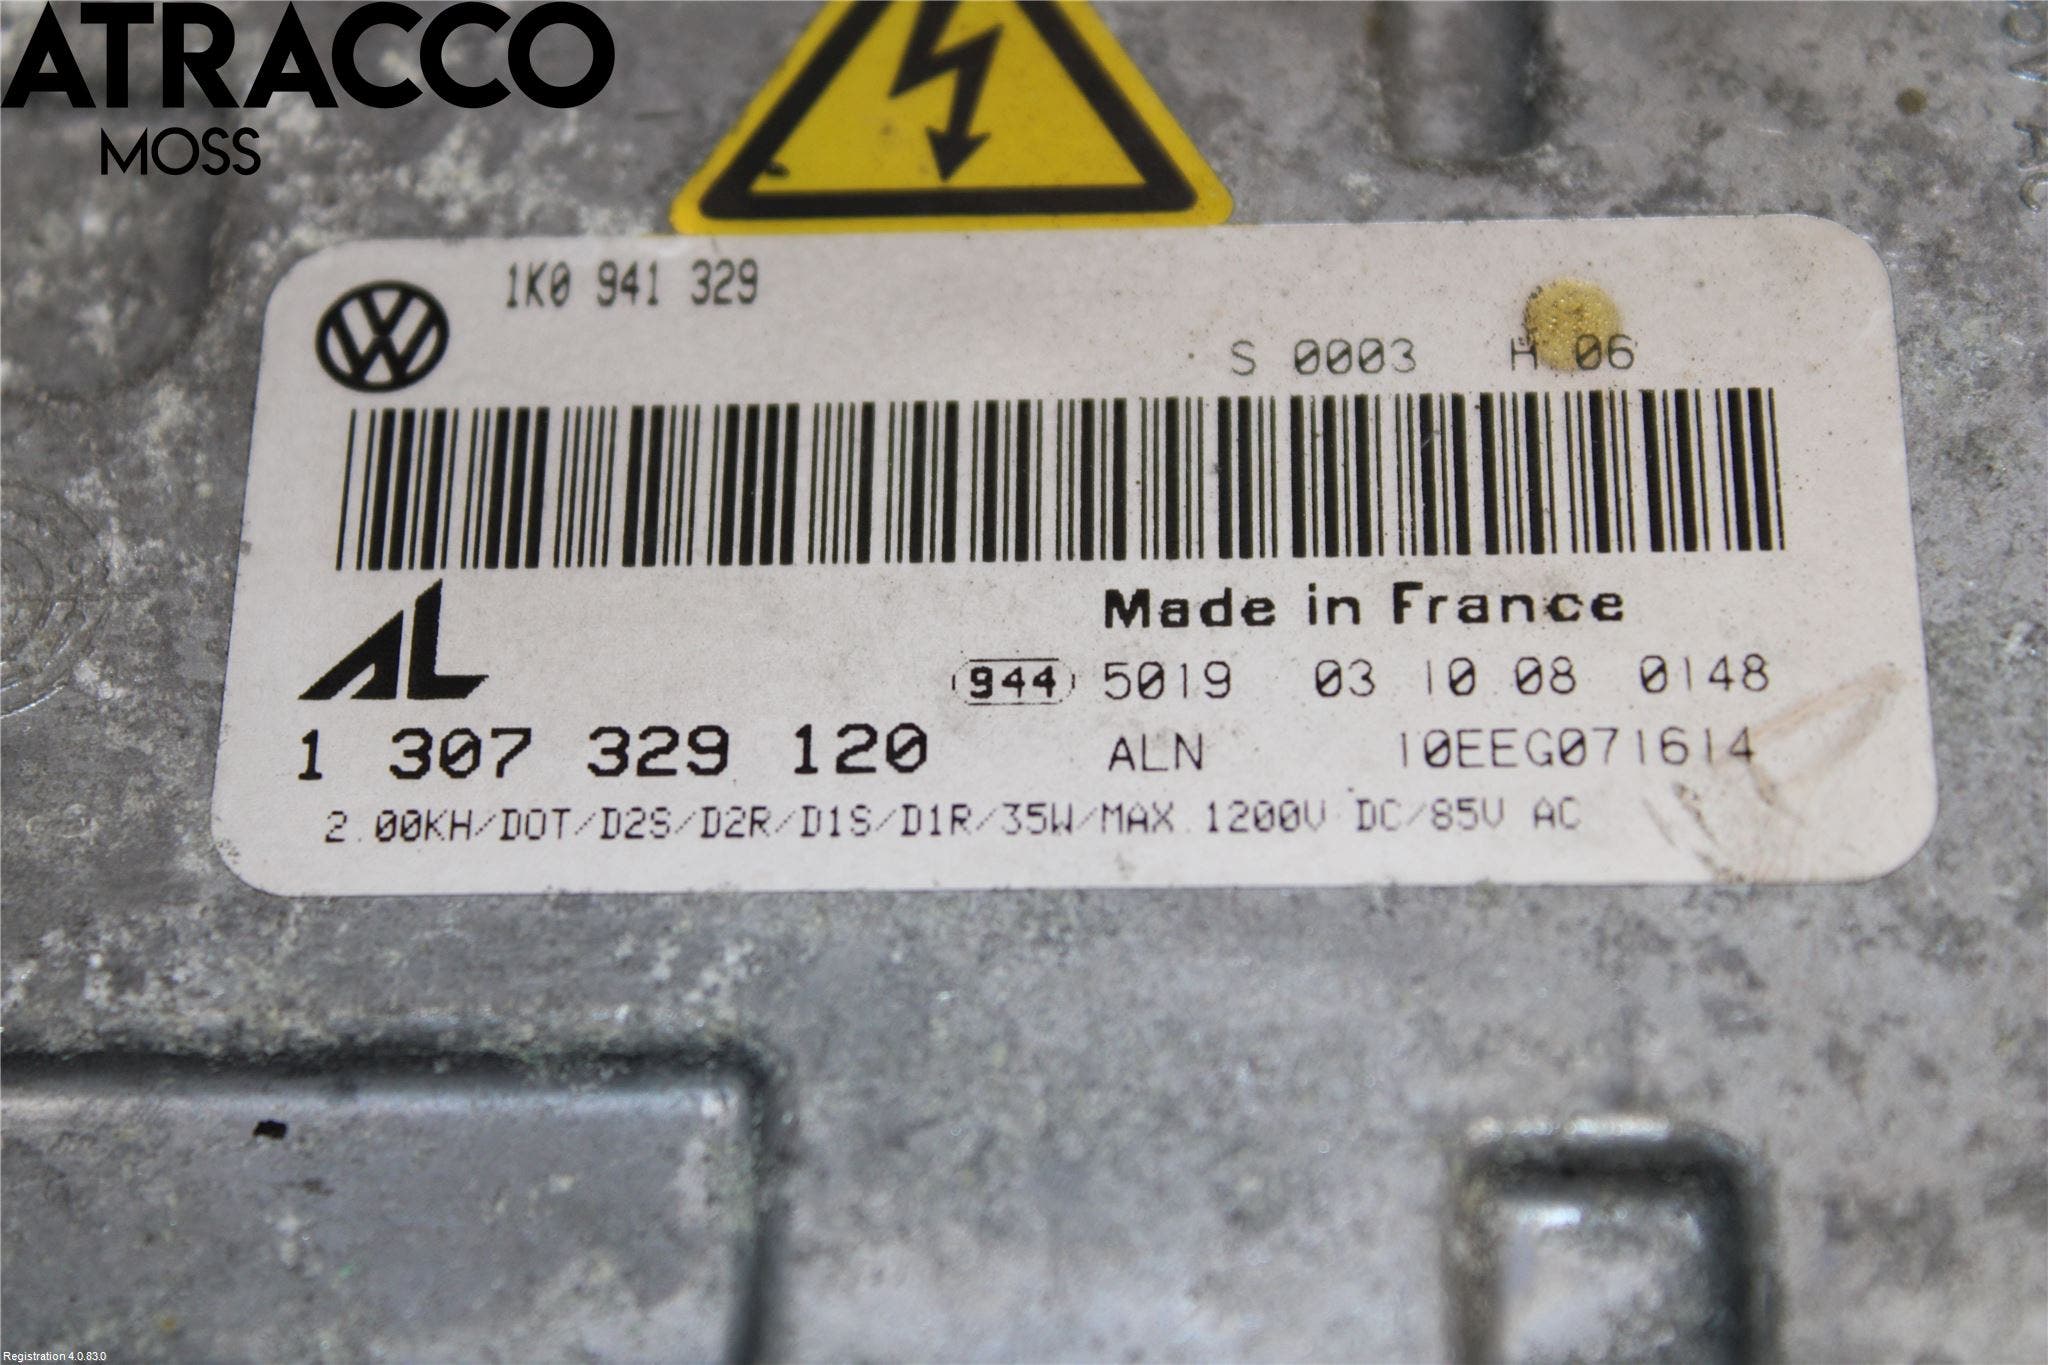 ATRACCO
MOSS
1K0 941 329
S 0003 H 06
Made in France
944 5019 03 10 08 0148
AL
1 307 329 120 ALN 10EEG071614
2.00KH/DOT/D2S/D2R/D1S/D1R/35W/MAX.1200V DC/85V AC
Registration 4.0.83.0